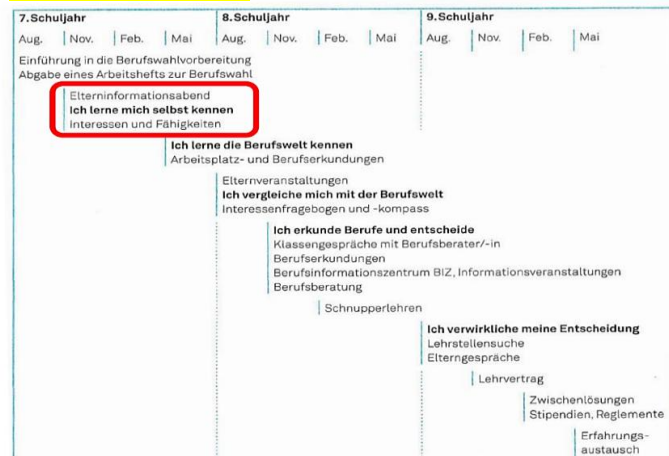 7.Schuljahr 8.Schuljahr 9.Schuljahr
Aug. Nov. Feb. Mai Aug. Nov. Feb. Mai Aug. Nov. Feb. Mai
Einführung in die Berufswahlvorbereitung
Abgabe eines Arbeitshefts zur Berufswahl
Elterninformationsabend
Ich lerne mich selbst kennen
Interessen und Fähigkeiten
Ich lerne die Berufswelt kennen
Arbeitsplatz- und Berufserkundungen
Elternveranstaltungen
Ich vergleiche mich mit der Berufswelt
Interessenfragebogen und -kompass
Ich erkunde Berufe und entscheide
Klassengespräche mit Berufsberater/-in
Berufserkundungen
Berufsinformationszentrum BIZ, Informationsveranstaltungen
Berufsberatung
Schnupperlehren
Ich verwirkliche meine Entscheidung
Lehrstellensuche
Elterngespräche
Lehrvertrag
Zwischenlösungen
Stipendien, Reglemente
Erfahrungs-
austausch